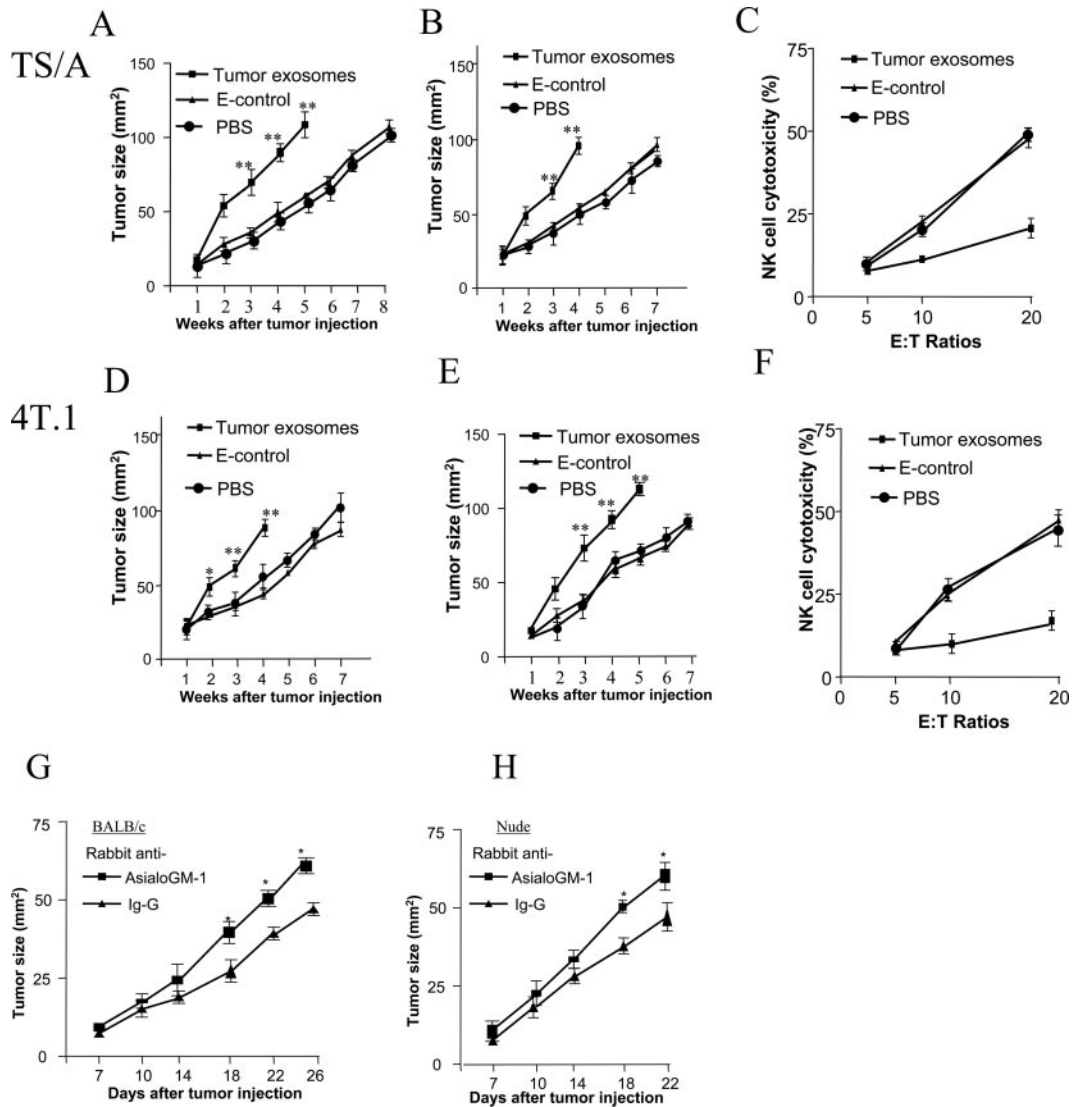 A
TS/A
150
100
50
0
Tumor size (mm²)
Tumor exosomes
E-control
PBS
**
**
**
1 2 3 4 5 6 7 8
Weeks after tumor injection
B
150
100
50
0
Tumor size (mm²)
Tumor exosomes
E-control
PBS
**
**
1 2 3 4 5 6 7
Weeks after tumor injection
C
75
50
25
0
NK cell cytotoxicity (%)
Tumor exosomes
E-control
PBS
0 5 10 20
E:T Ratios
D
4T.1
150
100
50
0
Tumor size (mm²)
Tumor exosomes
E-control
PBS
*
**
**
1 2 3 4 5 6 7
Weeks after tumor injection
E
150
100
50
0
Tumor size (mm²)
Tumor exosomes
E-control
PBS
**
**
**
1 2 3 4 5 6 7
Weeks after tumor injection
F
75
50
25
0
NK cell cytotoxicity (%)
Tumor exosomes
E-control
PBS
0 5 10 20
E:T Ratios
G
75
50
25
0
Tumor size (mm²)
BALB/c
Rabbit anti-
AsialoGM-1
Ig-G
*
*
*
7 10 14 18 22 26
Days after tumor injection
H
75
50
25
0
Tumor size (mm²)
Nude
Rabbit anti-
AsialoGM-1
Ig-G
*
*
7 10 14 18 22
Days after tumor injection